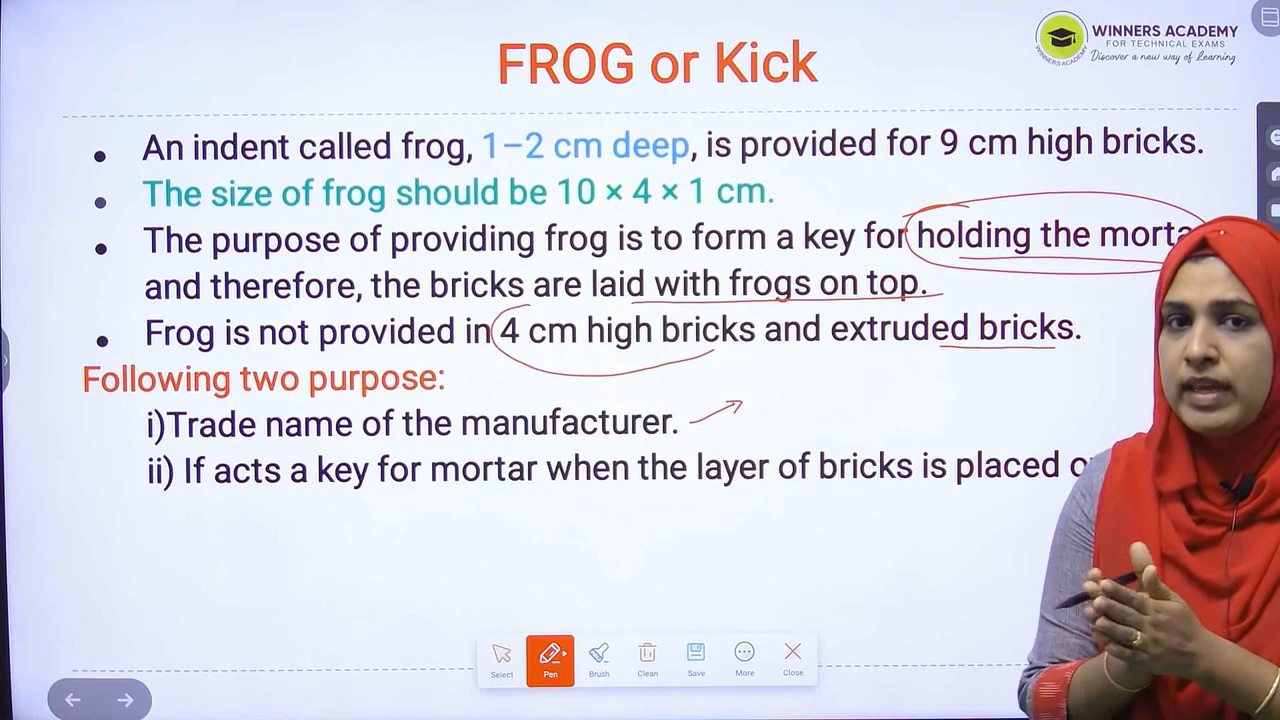 WINNERS ACADEMY
FOR TECHNICAL EXAMS
Discover a new way of Learning
FROG or Kick
An indent called frog, 1–2 cm deep, is provided for 9 cm high bricks.
The size of frog should be 10 × 4 × 1 cm.
The purpose of providing frog is to form a key for holding the morta
and therefore, the bricks are laid with frogs on top.
Frog is not provided in 4 cm high bricks and extruded bricks.
Following two purpose:
i)Trade name of the manufacturer.
ii) If acts a key for mortar when the layer of bricks is placed
Select Pen Brush Clean Save More Close